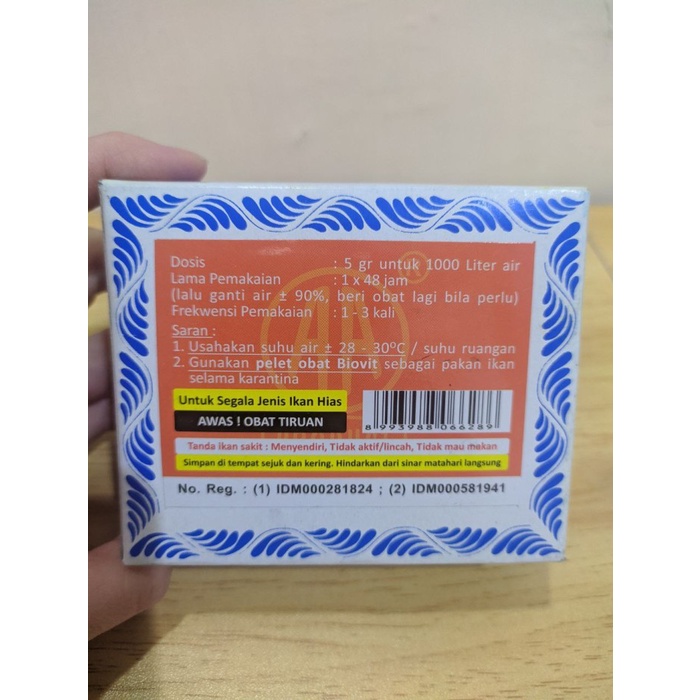 Dosis : 5 gr untuk 1000 Liter air
Lama Pemakaian : 1 x 48 jam
(lalu ganti air ± 90%, beri obat lagi bila perlu)
Frekwensi Pemakaian : 1 - 3 kali
Saran :
1. Usahakan suhu air ± 28 - 30ºC / suhu ruangan
2. Gunakan pelet obat Biovit sebagai pakan ikan
selama karantina
Untuk Segala Jenis Ikan Hias
AWAS ! OBAT TIRUAN
8993988066289
Tanda ikan sakit : Menyendiri, Tidak aktif/lincah, Tidak mau makan
Simpan di tempat sejuk dan kering. Hindarkan dari sinar matahari langsung
No. Reg. : (1) IDM000281824 ; (2) IDM000581941